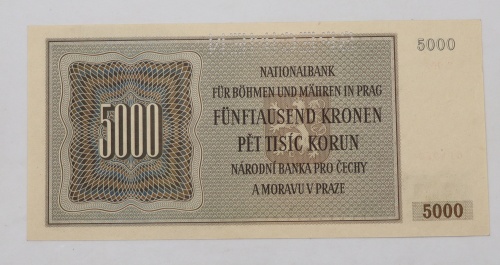 5000
NATIONALBANK
FÜR BÖHMEN UND MÄHREN IN PRAG
FÜNFTAUSEND KRONEN
PĚT TISÍC KORUN
NÁRODNÍ BANKA PRO ČECHY
A MORAVU V PRAZE
5000
5000